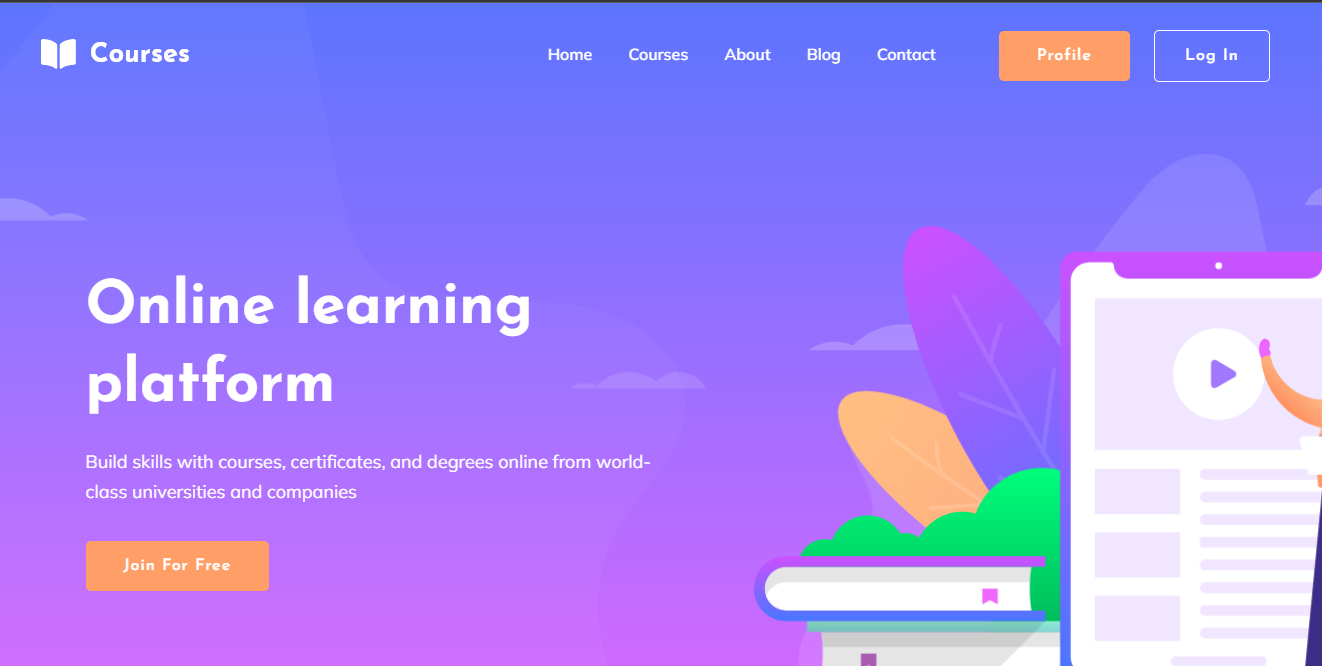 Courses
Home Courses About Blog Contact Profile Log In
Online learning
platform
Build skills with courses, certificates, and degrees online from world-
class universities and companies
Join For Free